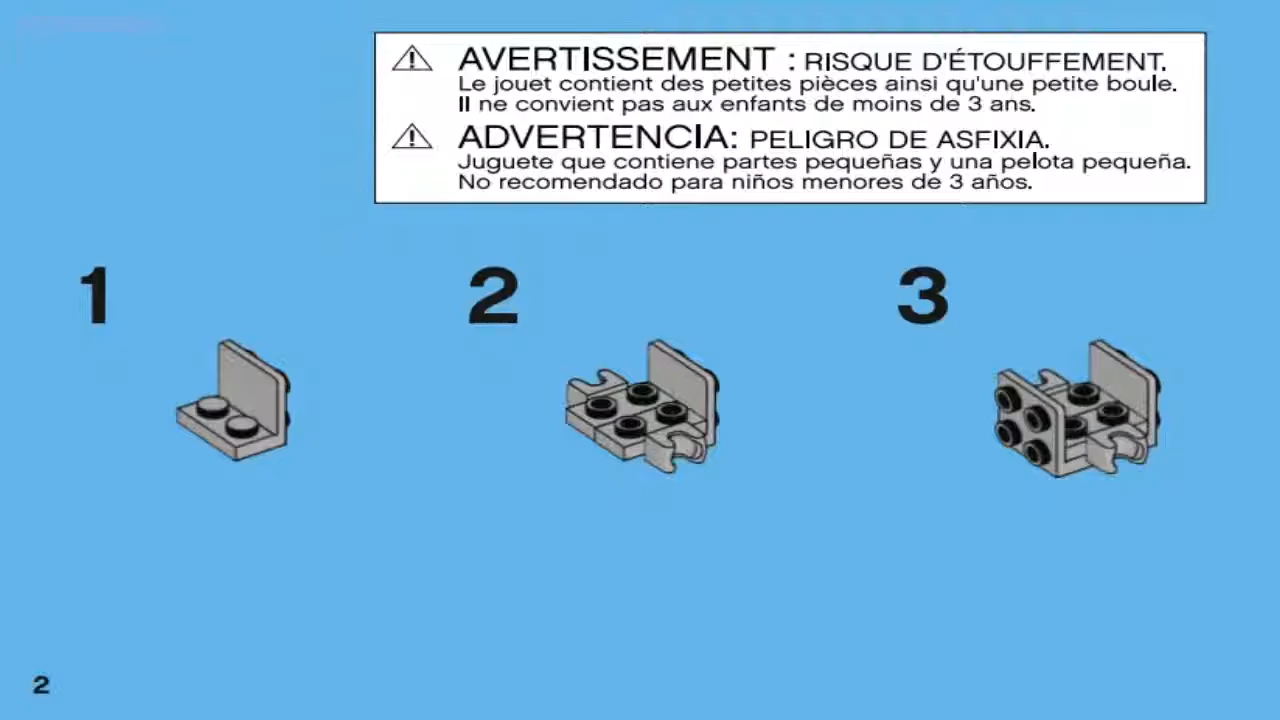 AVERTISSEMENT : RISQUE D'ÉTOUFFEMENT.
Le jouet contient des petites pièces ainsi qu'une petite boule.
Il ne convient pas aux enfants de moins de 3 ans.
ADVERTENCIA: PELIGRO DE ASFIXIA.
Juguete que contiene partes pequeñas y una pelota pequeña.
No recomendado para niños menores de 3 años.
1 2 3
2